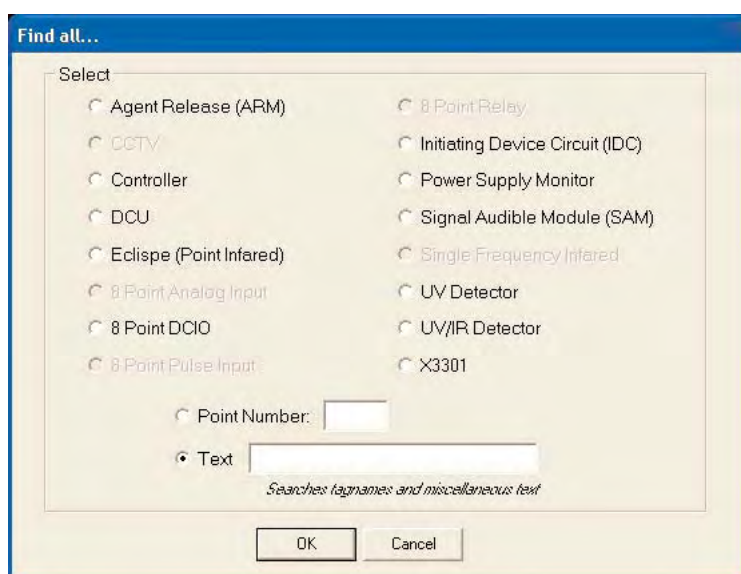 Find all...
Select
Agent Release (ARM)
8 Point Relay
CCTV
Initiating Device Circuit (IDC)
Controller
Power Supply Monitor
DCU
Signal Audible Module (SAM)
Eclispe (Point Infared)
Single Frequency Infared
8 Point Analog Input
UV Detector
8 Point DCIO
UV/IR Detector
8 Point Pulse Input
X3301
Point Number:
Text
Searches tagnames and miscellaneous text
OK
Cancel